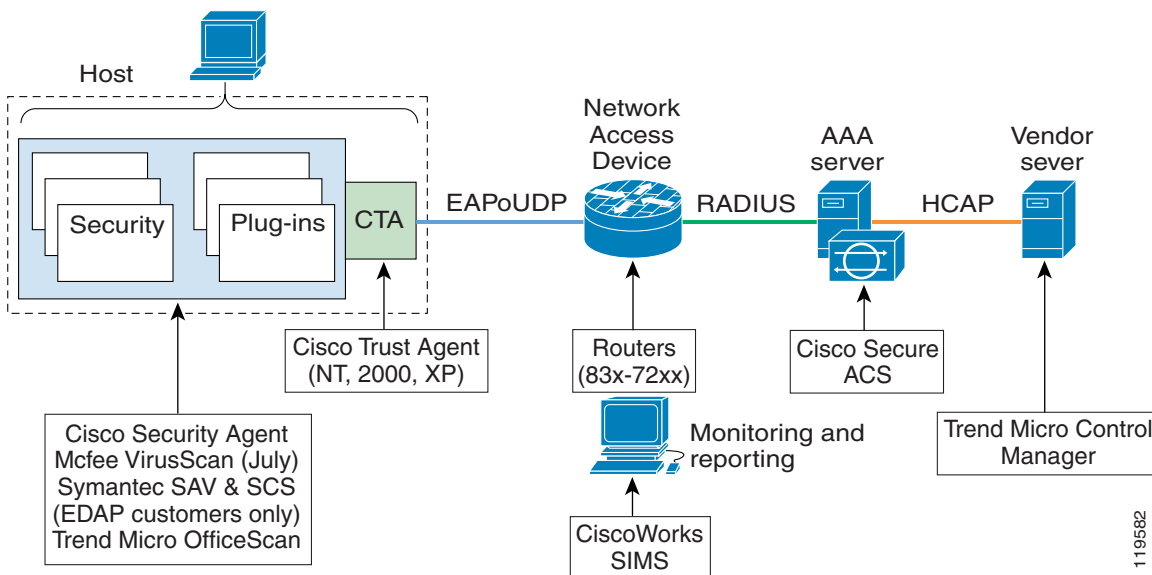 Host
Network
Access
Device
AAA
server
Vendor
sever
Security
Plug-ins
CTA
EAPoUDP
RADIUS
HCAP
Cisco Trust Agent
(NT, 2000, XP)
Routers
(83x-72xx)
Cisco Secure
ACS
Trend Micro Control
Manager
Cisco Security Agent
Mcfee VirusScan (July)
Symantec SAV & SCS
(EDAP customers only)
Trend Micro OfficeScan
Monitoring and
reporting
CiscoWorks
SIMS
119582